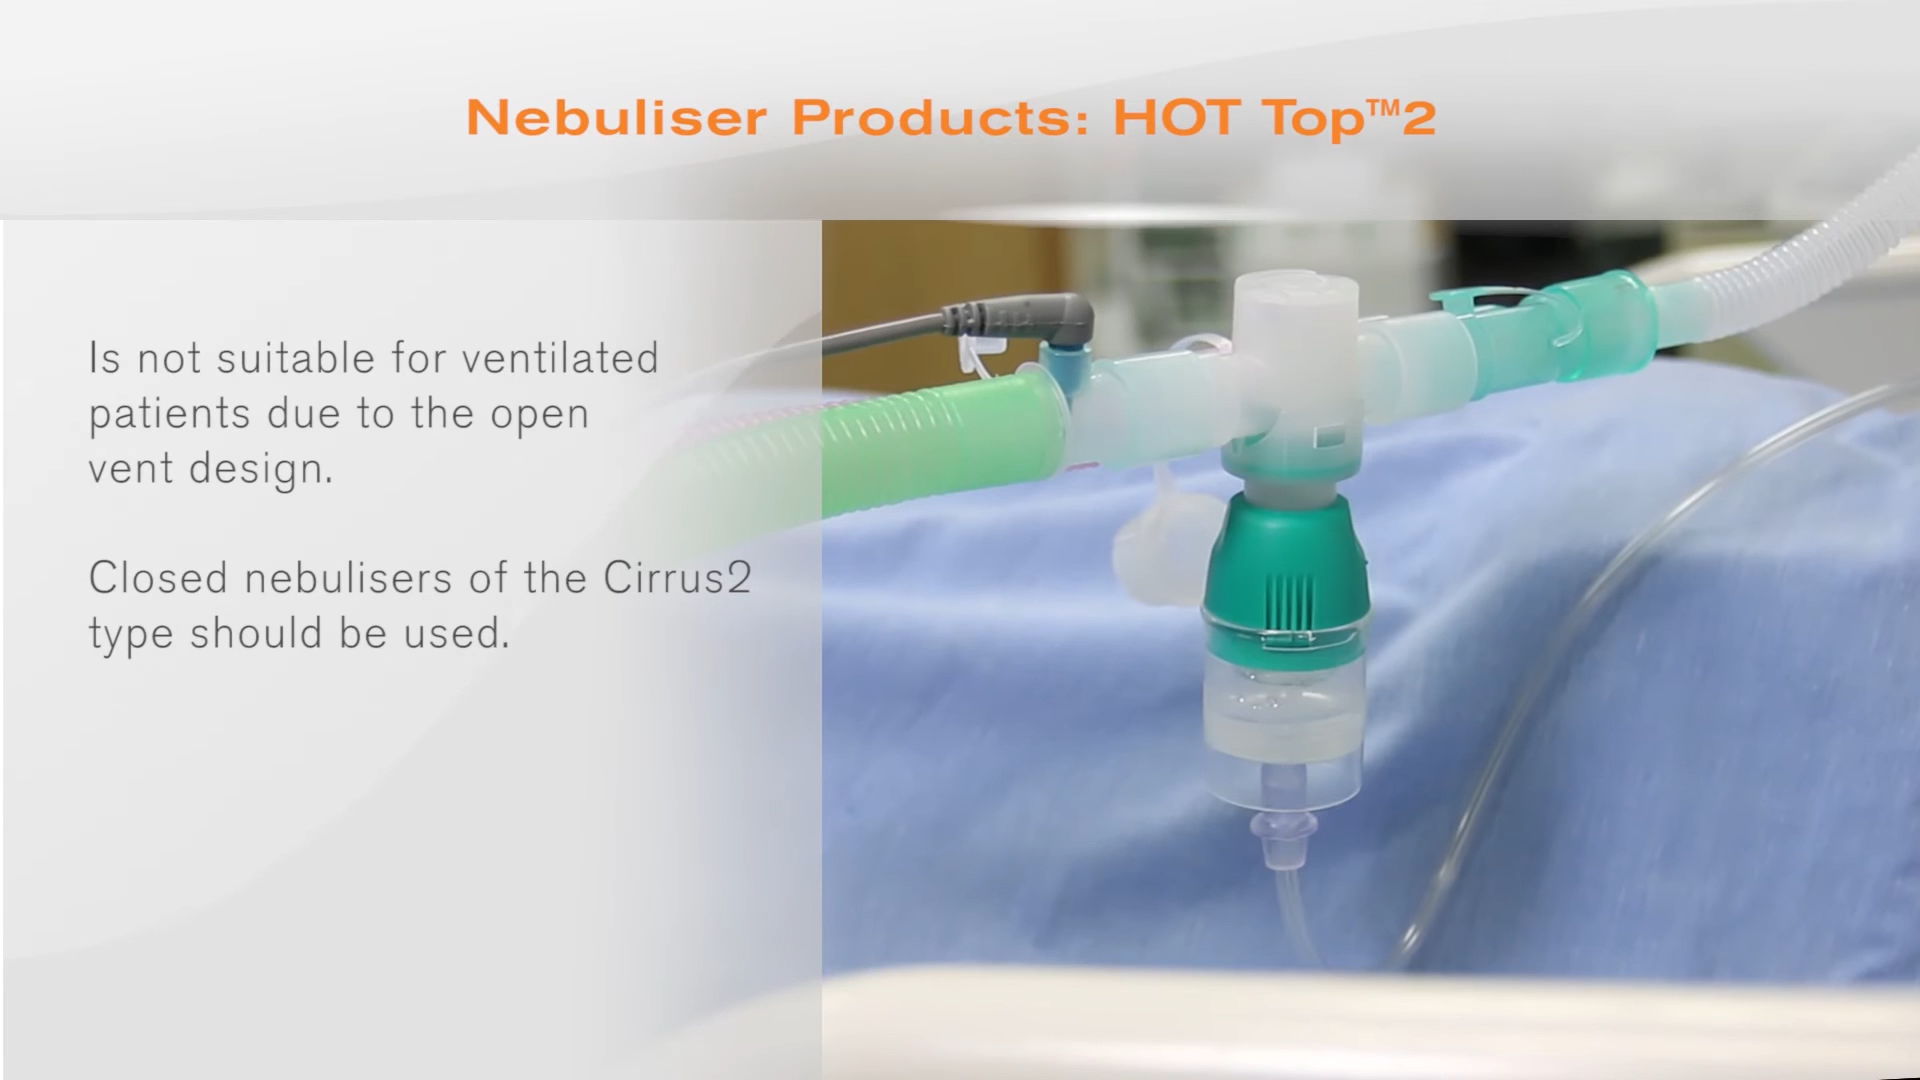 Nebuliser Products: HOT Top™2
Is not suitable for ventilated
patients due to the open
vent design.
Closed nebulisers of the Cirrus2
type should be used.